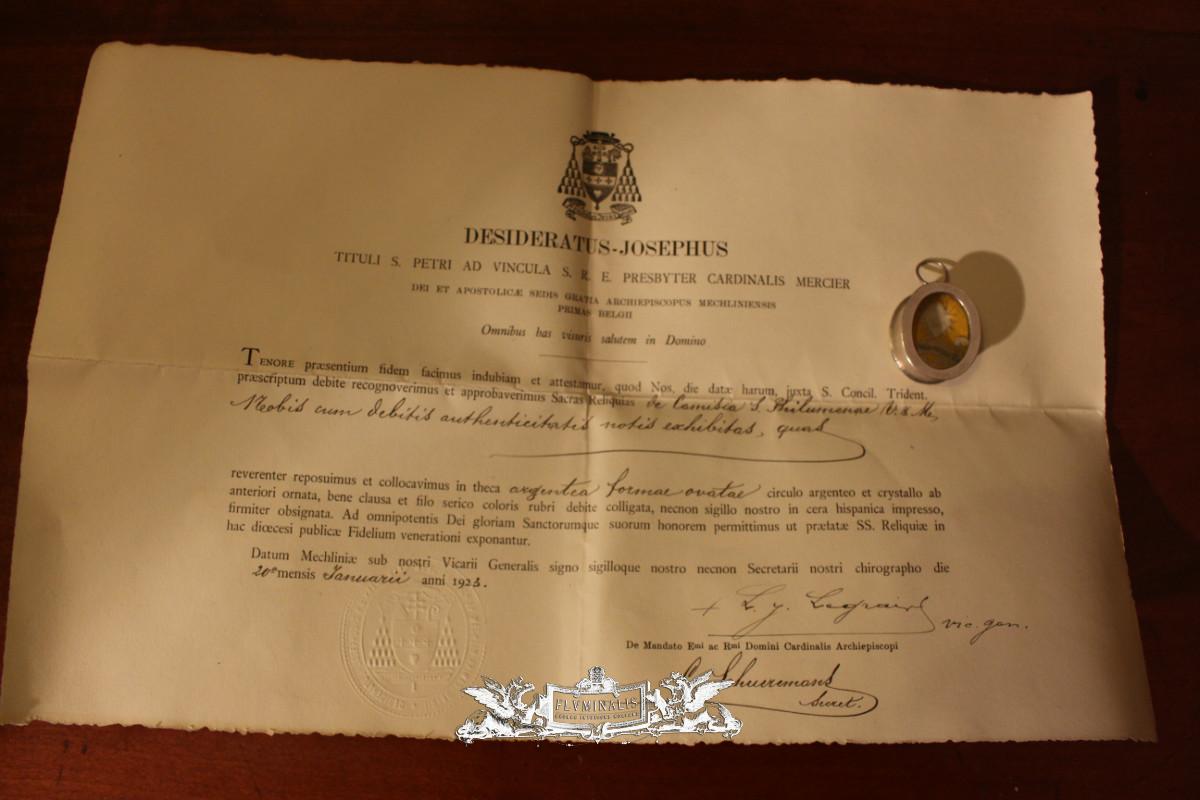 DESIDERATUS-JOSEPHUS
TITULI S. PETRI AD VINCULA S. R. E. PRESBYTER CARDINALIS MERCIER
DEI ET APOSTOLICÆ SEDIS GRATIA ARCHIEPISCOPUS MECHLINIENSIS
PRIMAS BELGII
Omnibus has visuris salutem in Domino
TENORE præsentium fidem facimus indubiam et attestamur, quod Nos, die datæ harum, juxta S. Concil. Trident.
præscriptum debite recognoverimus et approbaverimus Sacras Reliquias de Camisia S. Philumenae V. & M.,
Nobis cum debitis authenticitatis notis exhibitas, quas
reverenter reposuimus et collocavimus in theca argentea formae ovatae circulo argenteo et crystallo ab
anteriori ornata, bene clausa et filo serico coloris rubri debite colligata, necnon sigillo nostro in cera hispanica impresso,
firmiter obsignata. Ad omnipotentis Dei gloriam Sanctorumque suorum honorem permittimus ut prælatæ SS. Reliquiæ in
hac diœcesi publicæ Fidelium venerationi exponantur.
Datum Mechliniæ sub nostri Vicarii Generalis signo sigilloque nostro necnon Secretarii nostri chirographo die
20ᵃ mensis Januarii anni 1923.
+ L. J. Legraive vic. gen.
De Mandato Emi ac Rmi Domini Cardinalis Archiepiscopi
Schueremans
Secret.
FLVMINALIS